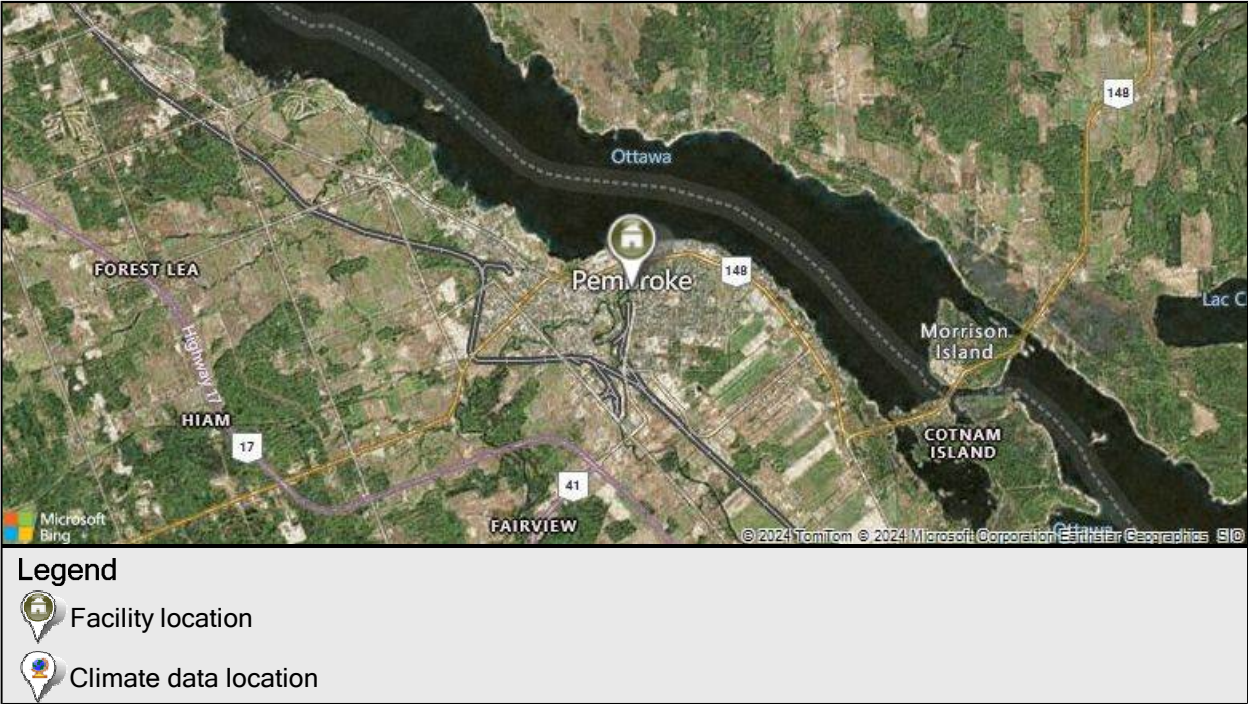 148
Ottawa
Pembroke
148
FOREST LEA
Highway 17
Lac C
Morrison
Island
HIAM
17
COTNAM
ISLAND
41
FAIRVIEW
Microsoft
Bing
Ottawa
© 2024 TomTom © 2024 Microsoft Corporation Earthstar Geographics SIO
Legend
Facility location
Climate data location